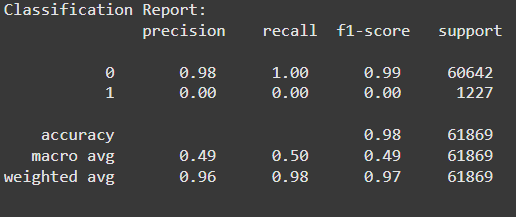 Classification Report:
precision recall f1-score support
0 0.98 1.00 0.99 60642
1 0.00 0.00 0.00 1227
accuracy 0.98 61869
macro avg 0.49 0.50 0.49 61869
weighted avg 0.96 0.98 0.97 61869